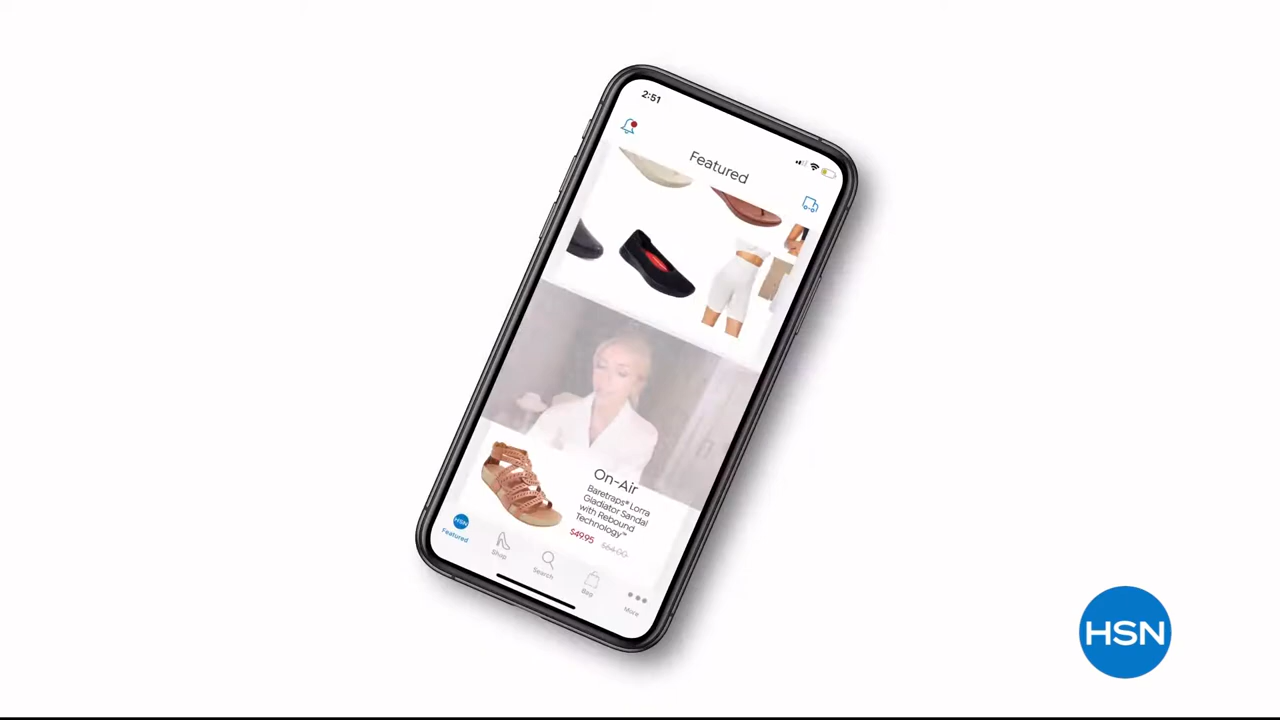 2:51
Featured
On-Air
Baretraps® Lorra
Gladiator Sandal
with Rebound
Technology™
$49.95 $64.00
HSN
Featured
Shop
Search
Bag
More
HSN